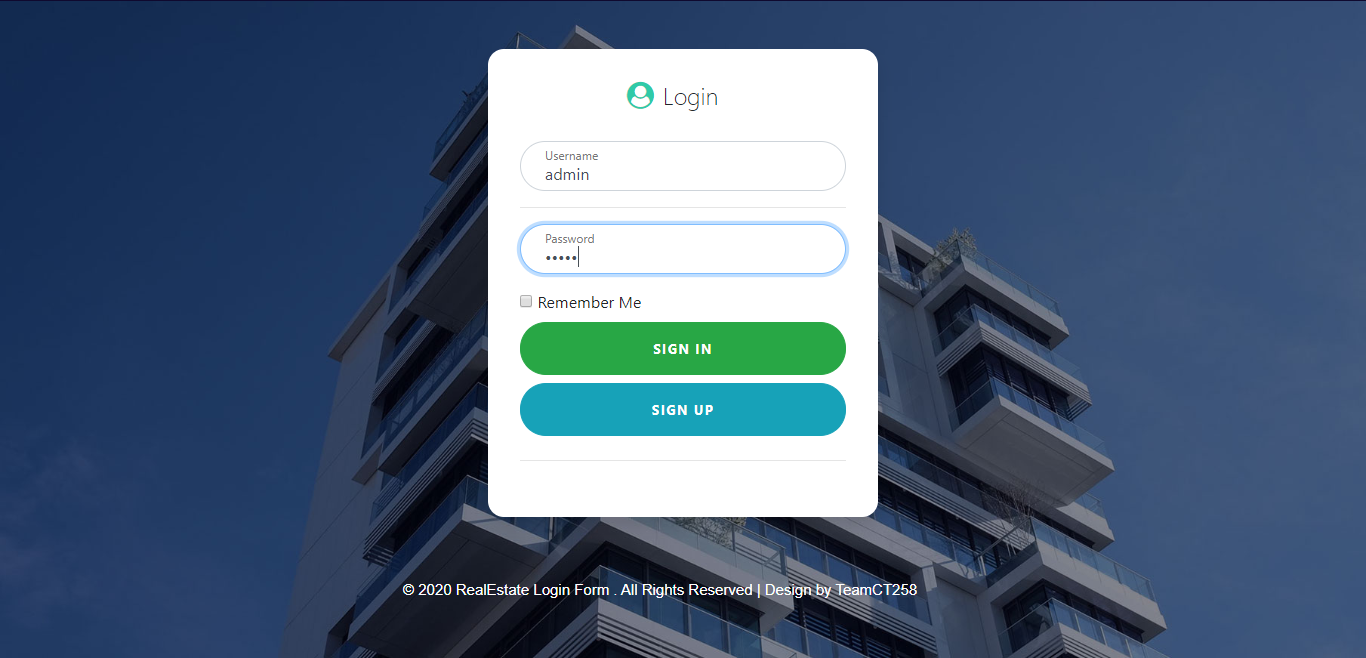 Login
Username
admin
Password
•••••
Remember Me
SIGN IN
SIGN UP
© 2020 RealEstate Login Form . All Rights Reserved | Design by TeamCT258